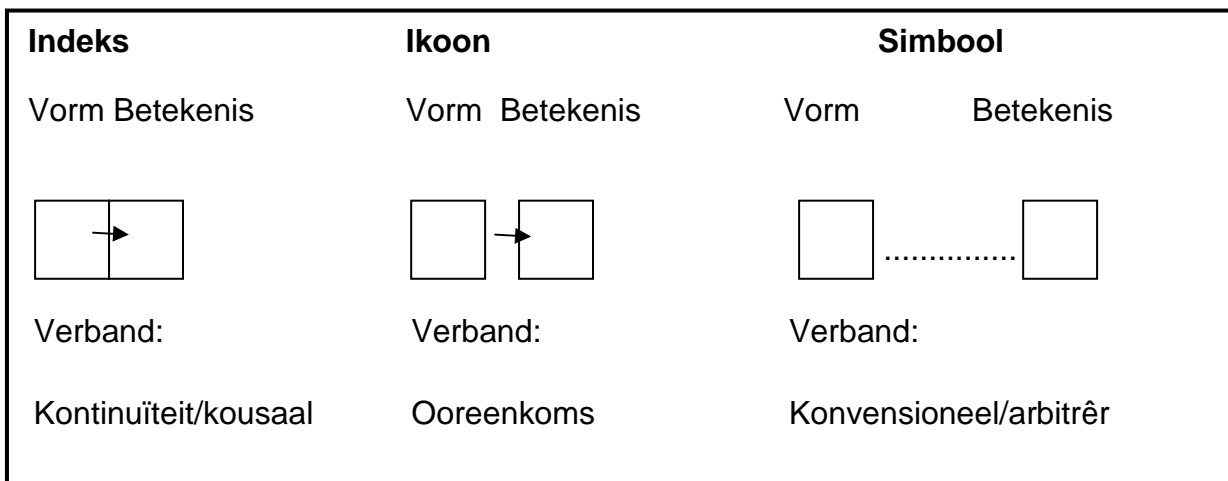 Indeks Ikoon Simbool
Vorm Betekenis Vorm Betekenis Vorm Betekenis
...............
Verband: Verband: Verband:
Kontinuïteit/kousaal Ooreenkoms Konvensioneel/arbitrêr